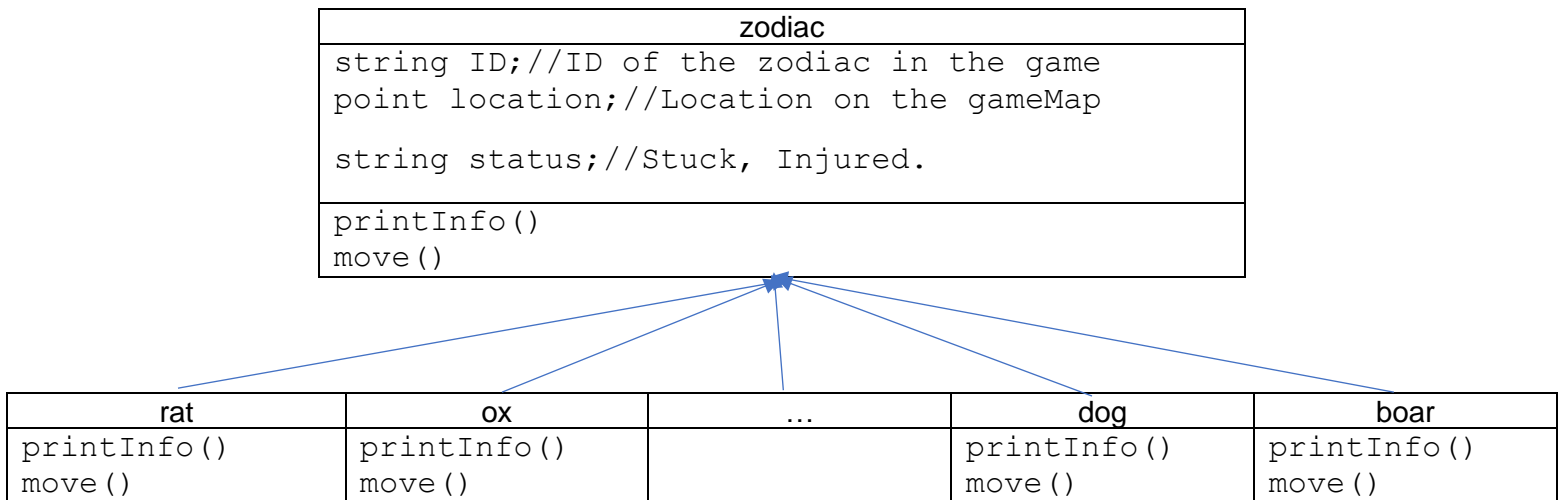 zodiac
string ID;//ID of the zodiac in the game
point location;//Location on the gameMap
string status;//Stuck, Injured.
printInfo()
move()
rat ox … dog boar
printInfo() printInfo() printInfo() printInfo()
move() move() move() move()